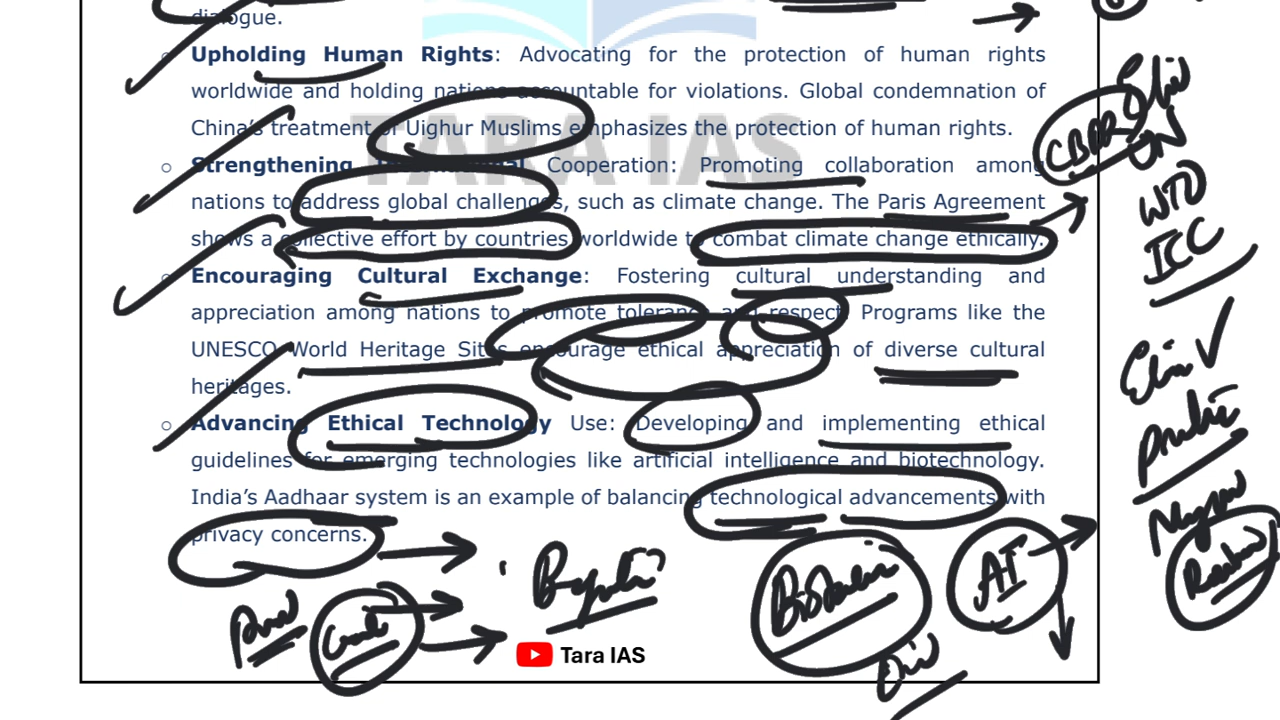 dialogue.
Upholding Human Rights: Advocating for the protection of human rights
worldwide and holding nations accountable for violations. Global condemnation of
China's treatment of Uighur Muslims emphasizes the protection of human rights.
Strengthening International Cooperation: Promoting collaboration among
nations to address global challenges, such as climate change. The Paris Agreement
shows a collective effort by countries worldwide to combat climate change ethically.
Encouraging Cultural Exchange: Fostering cultural understanding and
appreciation among nations to promote tolerance and respect. Programs like the
UNESCO World Heritage Sites encourage ethical appreciation of diverse cultural
heritages.
Advancing Ethical Technology Use: Developing and implementing ethical
guidelines for emerging technologies like artificial intelligence and biotechnology.
India's Aadhaar system is an example of balancing technological advancements with
privacy concerns.
TARA IAS
CBDR
UN
WTO
ICC
AI
Tara IAS